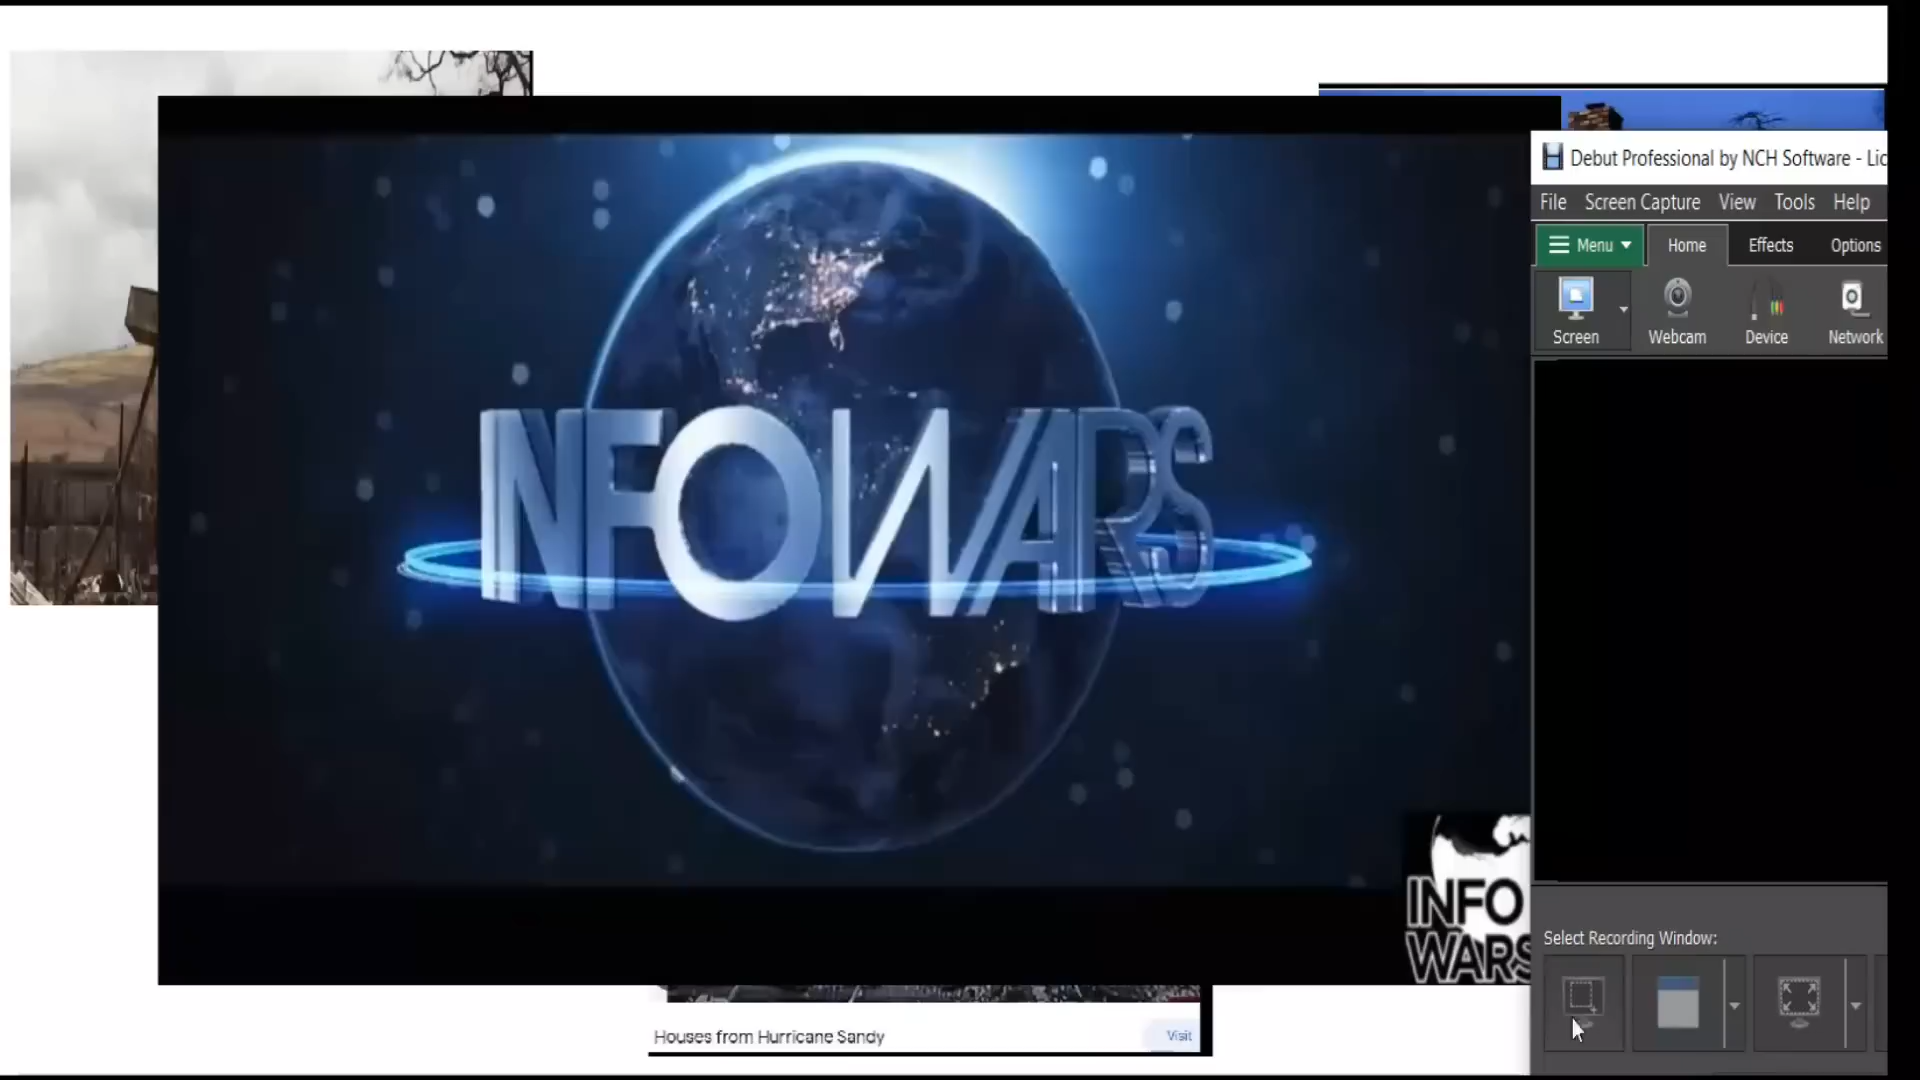 INFOWARS
Debut Professional by NCH Software - Lic
File Screen Capture View Tools Help
Menu Home Effects Options
Screen Webcam Device Network
INFO
WARS
Select Recording Window:
Houses from Hurricane Sandy
Visit